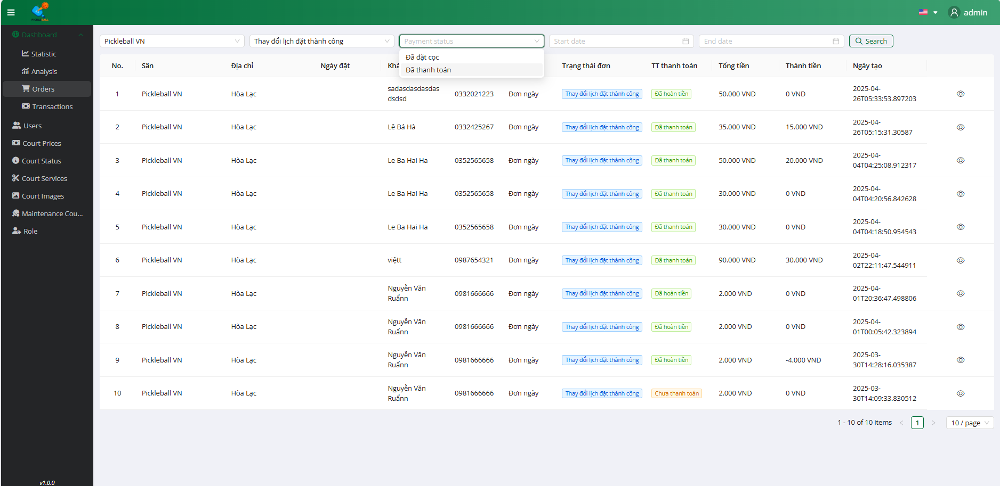 PICKLEBALL
admin
Dashboard
Statistic
Analysis
Orders
Transactions
Users
Court Prices
Court Status
Court Services
Court Images
Maintenance Cou...
Role
v1.0.0
Pickleball VN
Thay đổi lịch đặt thành công
Payment status
Start date
End date
Search
Đã đặt cọc
Đã thanh toán
No. Sân Địa chỉ Ngày đặt Khá Trạng thái đơn TT thanh toán Tổng tiền Thành tiền Ngày tạo
1 Pickleball VN Hòa Lạc sadasdasdasdas 0332021223 Đơn ngày Thay đổi lịch đặt thành công Đã hoàn tiền 50.000 VND 0 VND 2025-04-
dsdsd 26T05:33:53.897203
2 Pickleball VN Hòa Lạc Lê Bá Hà 0332425267 Đơn ngày Thay đổi lịch đặt thành công Đã thanh toán 35.000 VND 15.000 VND 2025-04-
26T05:15:31.30587
3 Pickleball VN Hòa Lạc Le Ba Hai Ha 0352565658 Đơn ngày Thay đổi lịch đặt thành công Đã thanh toán 50.000 VND 20.000 VND 2025-04-
04T04:25:08.912317
4 Pickleball VN Hòa Lạc Le Ba Hai Ha 0352565658 Đơn ngày Thay đổi lịch đặt thành công Đã thanh toán 30.000 VND 0 VND 2025-04-
04T04:20:56.842628
5 Pickleball VN Hòa Lạc Le Ba Hai Ha 0352565658 Đơn ngày Thay đổi lịch đặt thành công Đã thanh toán 30.000 VND 0 VND 2025-04-
04T04:18:50.954543
6 Pickleball VN Hòa Lạc việtt 0987654321 Đơn ngày Thay đổi lịch đặt thành công Đã thanh toán 90.000 VND 30.000 VND 2025-04-
02T22:11:47.544911
7 Pickleball VN Hòa Lạc Nguyễn Văn 0981666666 Đơn ngày Thay đổi lịch đặt thành công Đã hoàn tiền 2.000 VND 0 VND 2025-04-
Ruẩnn 01T20:36:47.498806
8 Pickleball VN Hòa Lạc Nguyễn Văn 0981666666 Đơn ngày Thay đổi lịch đặt thành công Đã hoàn tiền 2.000 VND 0 VND 2025-04-
Ruẩnn 01T00:05:42.323894
9 Pickleball VN Hòa Lạc Nguyễn Văn 0981666666 Đơn ngày Thay đổi lịch đặt thành công Đã hoàn tiền 2.000 VND -4.000 VND 2025-03-
Ruẩnn 30T14:28:16.035387
10 Pickleball VN Hòa Lạc Nguyễn Văn 0981666666 Đơn ngày Thay đổi lịch đặt thành công Chưa thanh toán 2.000 VND 0 VND 2025-03-
Ruẩnn 30T14:09:33.830512
1 - 10 of 10 items 1 10 / page